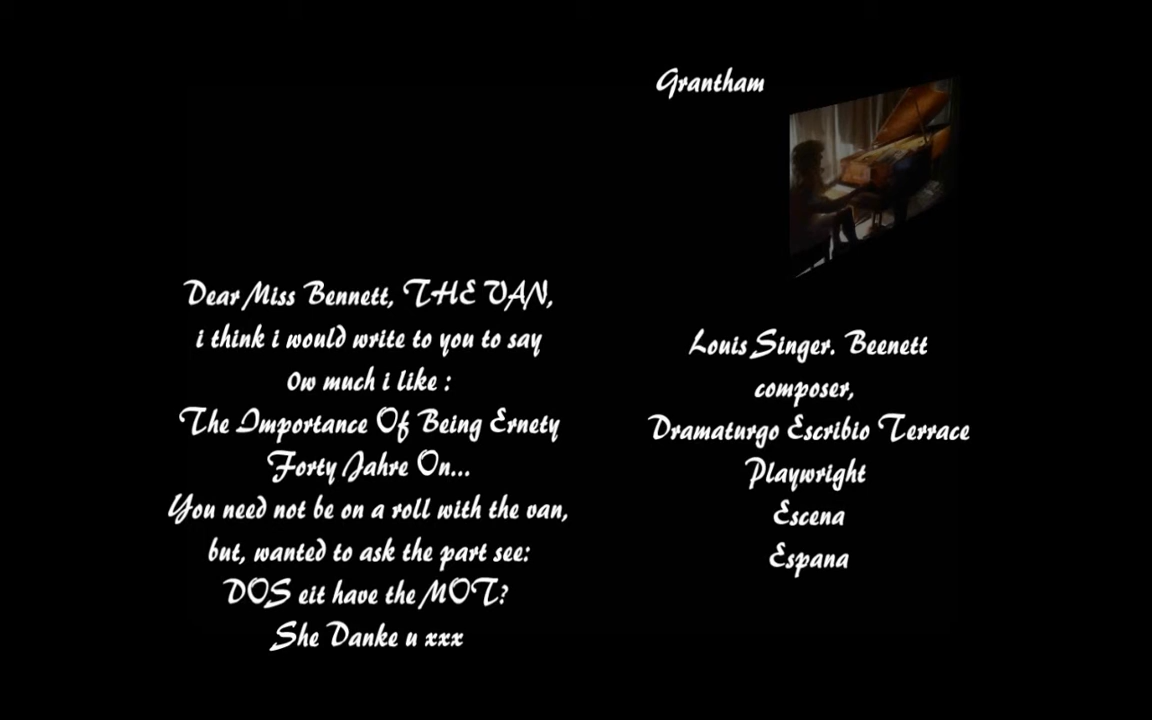 Grantham
Dear Miss Bennett, THE VAN,
i think i would write to you to say
Ow much i like :
The Importance Of Being Ernety
Forty Jahre On...
You need not be on a roll with the van,
but, wanted to ask the part see:
DOS eit have the MOT?
She Danke u xxx
Louis Singer. Beenett
composer,
Dramaturgo Escribio Terrace
Playwright
Escena
Espana